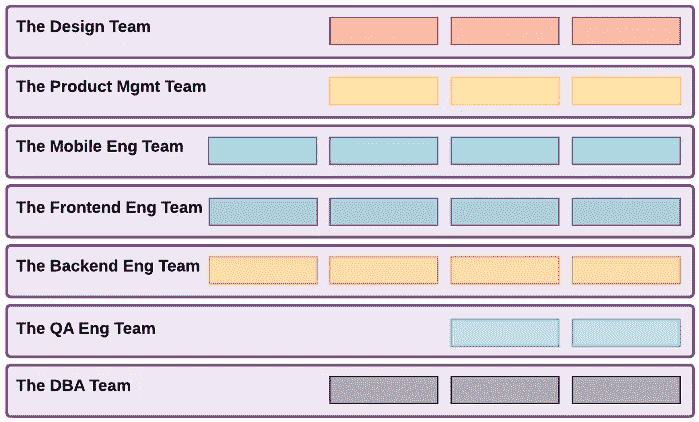 The Design Team
The Product Mgmt Team
The Mobile Eng Team
The Frontend Eng Team
The Backend Eng Team
The QA Eng Team
The DBA Team